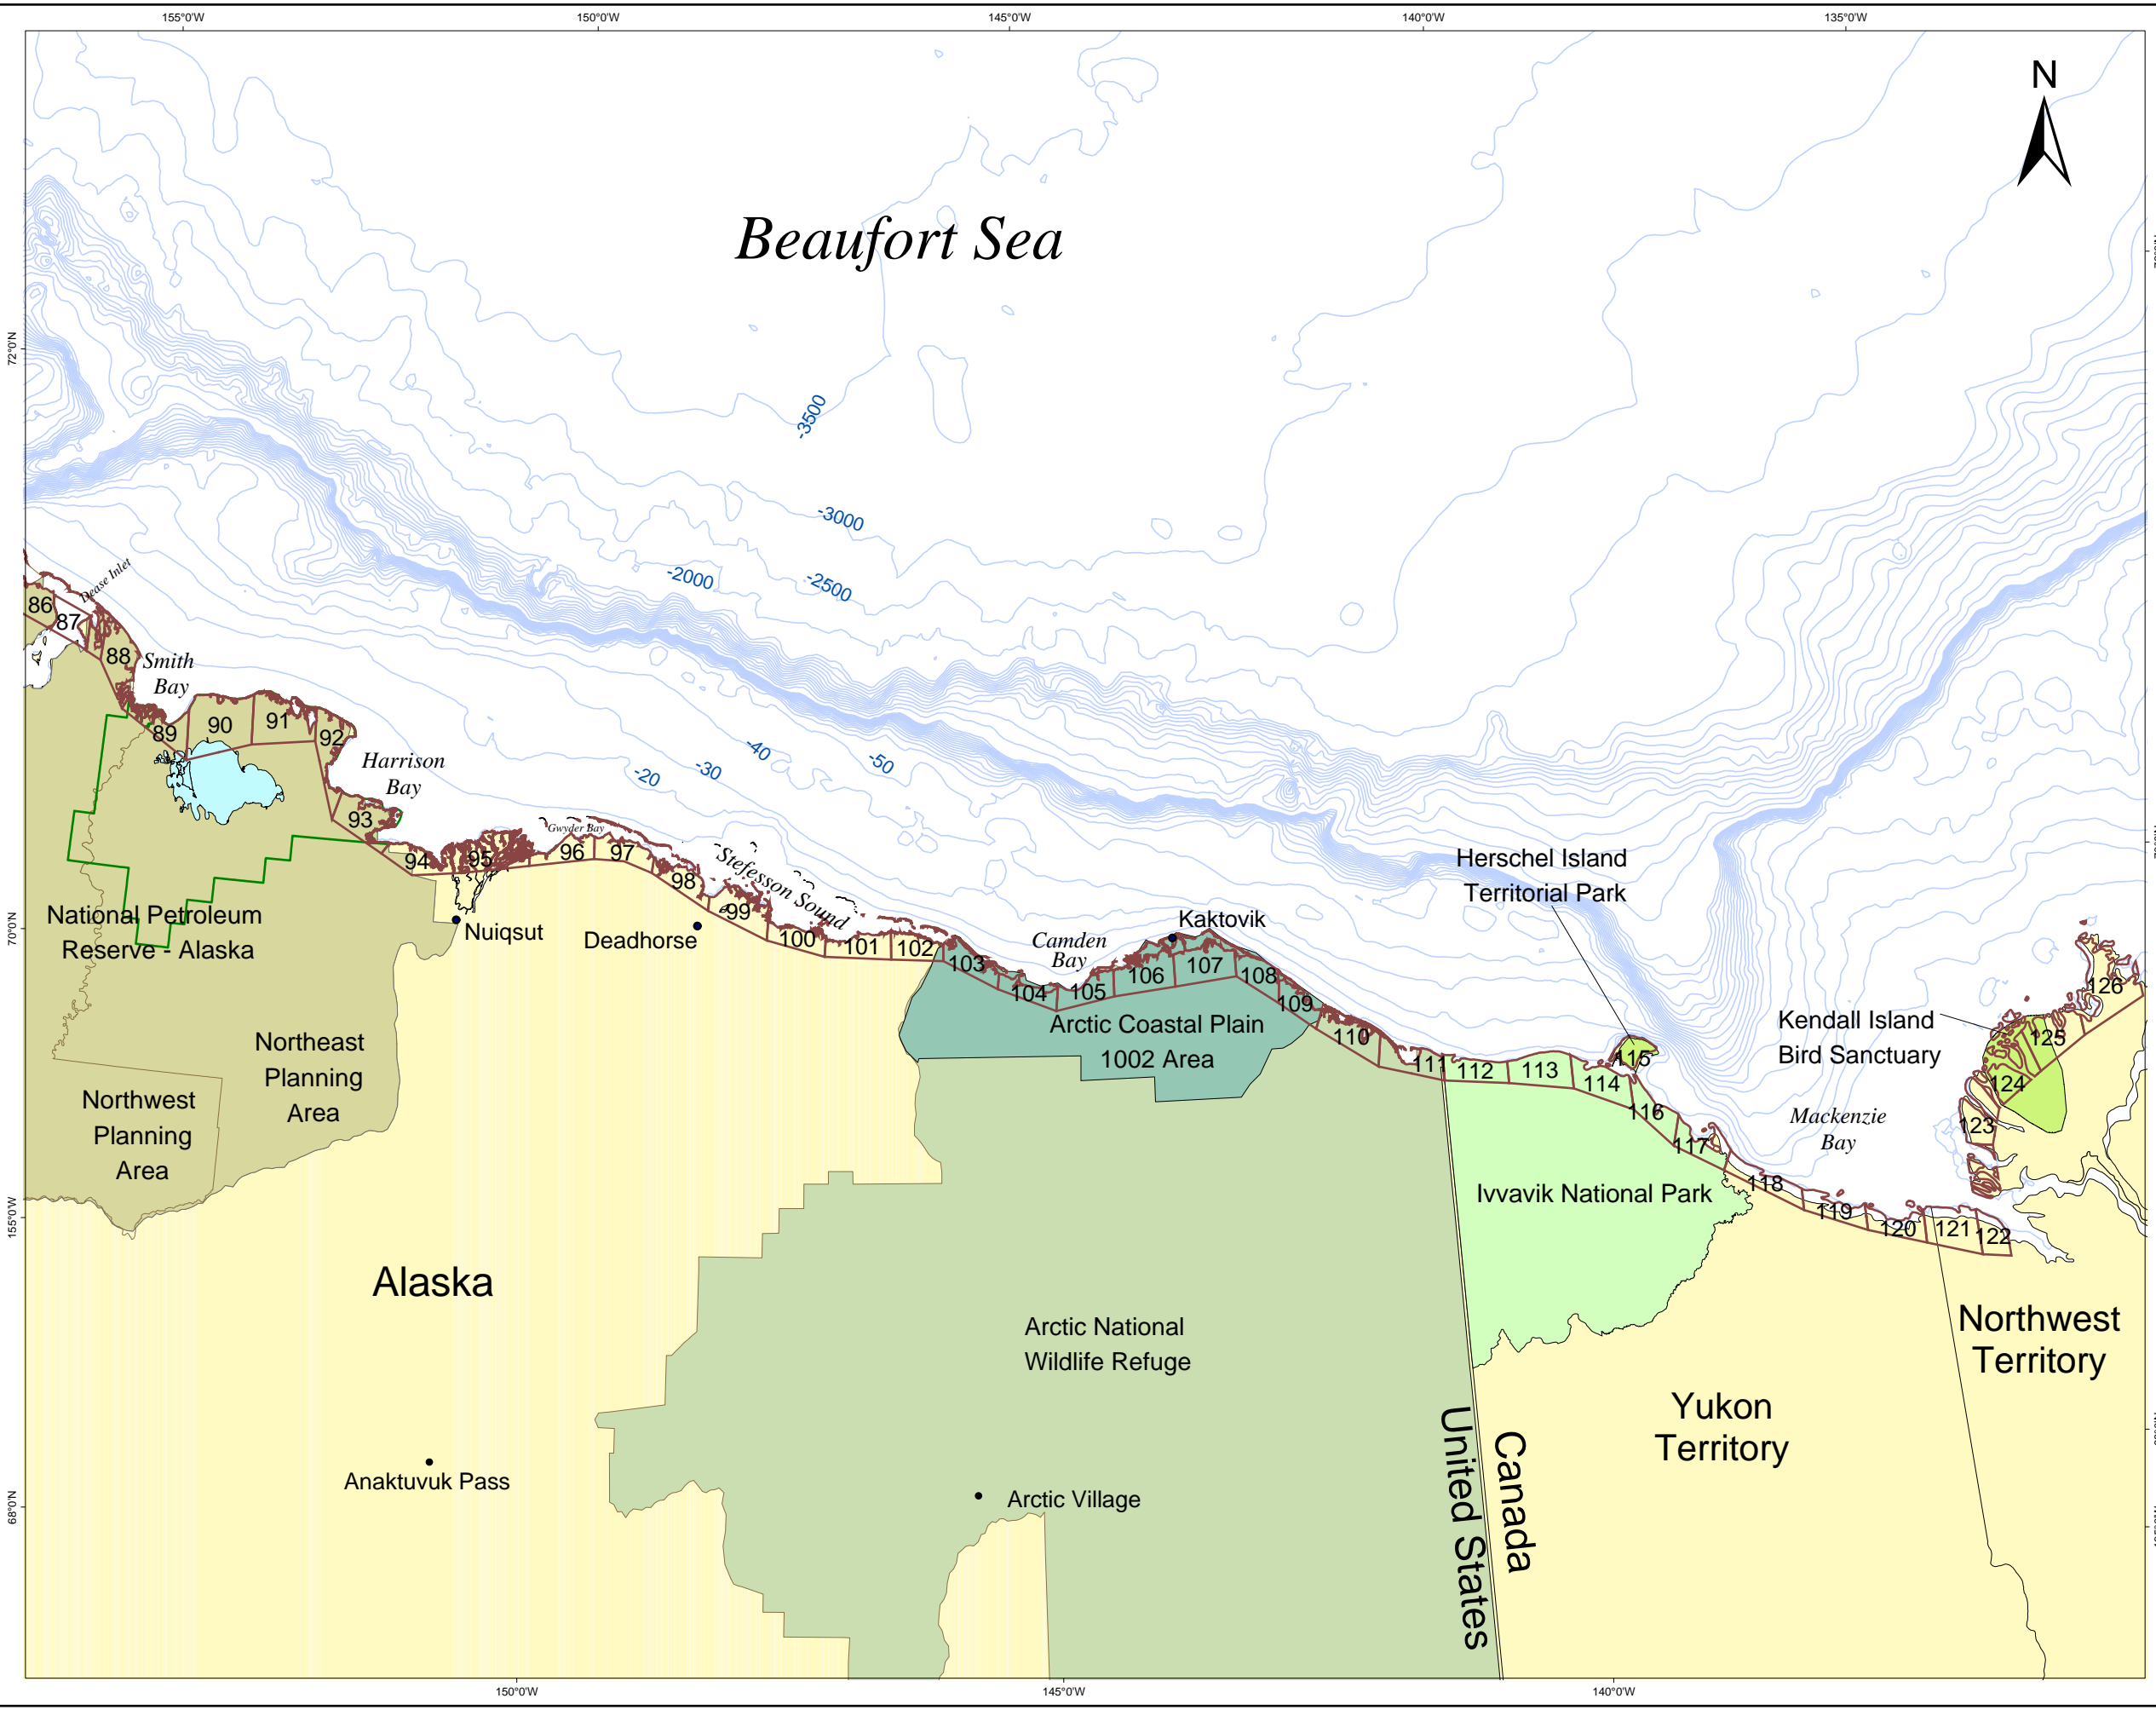 155°0'W
150°0'W
145°0'W
140°0'W
135°0'W
N
Beaufort Sea
72°0'N
-3500
-3000
-2500
-2000
Dease Inlet
86
87
88
Smith
Bay
89
90
91
92
Harrison
Bay
93
-20
-30
-40
-50
94
95
Gwyder Bay
96
97
98
Stefesson Sound
99
100
101
102
103
104
Camden
Bay
105
106
107
108
109
110
111
112
113
114
115
116
117
118
119
120
121
122
123
124
125
126
Kaktovik
Herschel Island
Territorial Park
Kendall Island
Bird Sanctuary
Mackenzie
Bay
70°0'N
National Petroleum
Reserve - Alaska
Nuiqsut
Deadhorse
Arctic Coastal Plain
1002 Area
Northeast
Planning
Area
Northwest
Planning
Area
Ivvavik National Park
155°0'W
Alaska
Arctic National
Wildlife Refuge
Northwest
Territory
Yukon
Territory
United States
Canada
Anaktuvuk Pass
Arctic Village
68°0'N
150°0'W
145°0'W
140°0'W